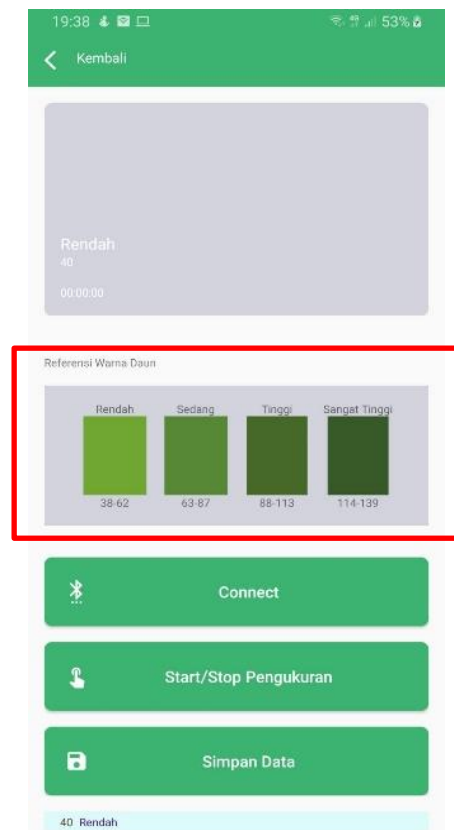 19:38 53%
Kembali
Rendah
40
00:00:00
Referensi Warna Daun
Rendah Sedang Tinggi Sangat Tinggi
38-62 63-87 88-113 114-139
Connect
Start/Stop Pengukuran
Simpan Data
40 Rendah